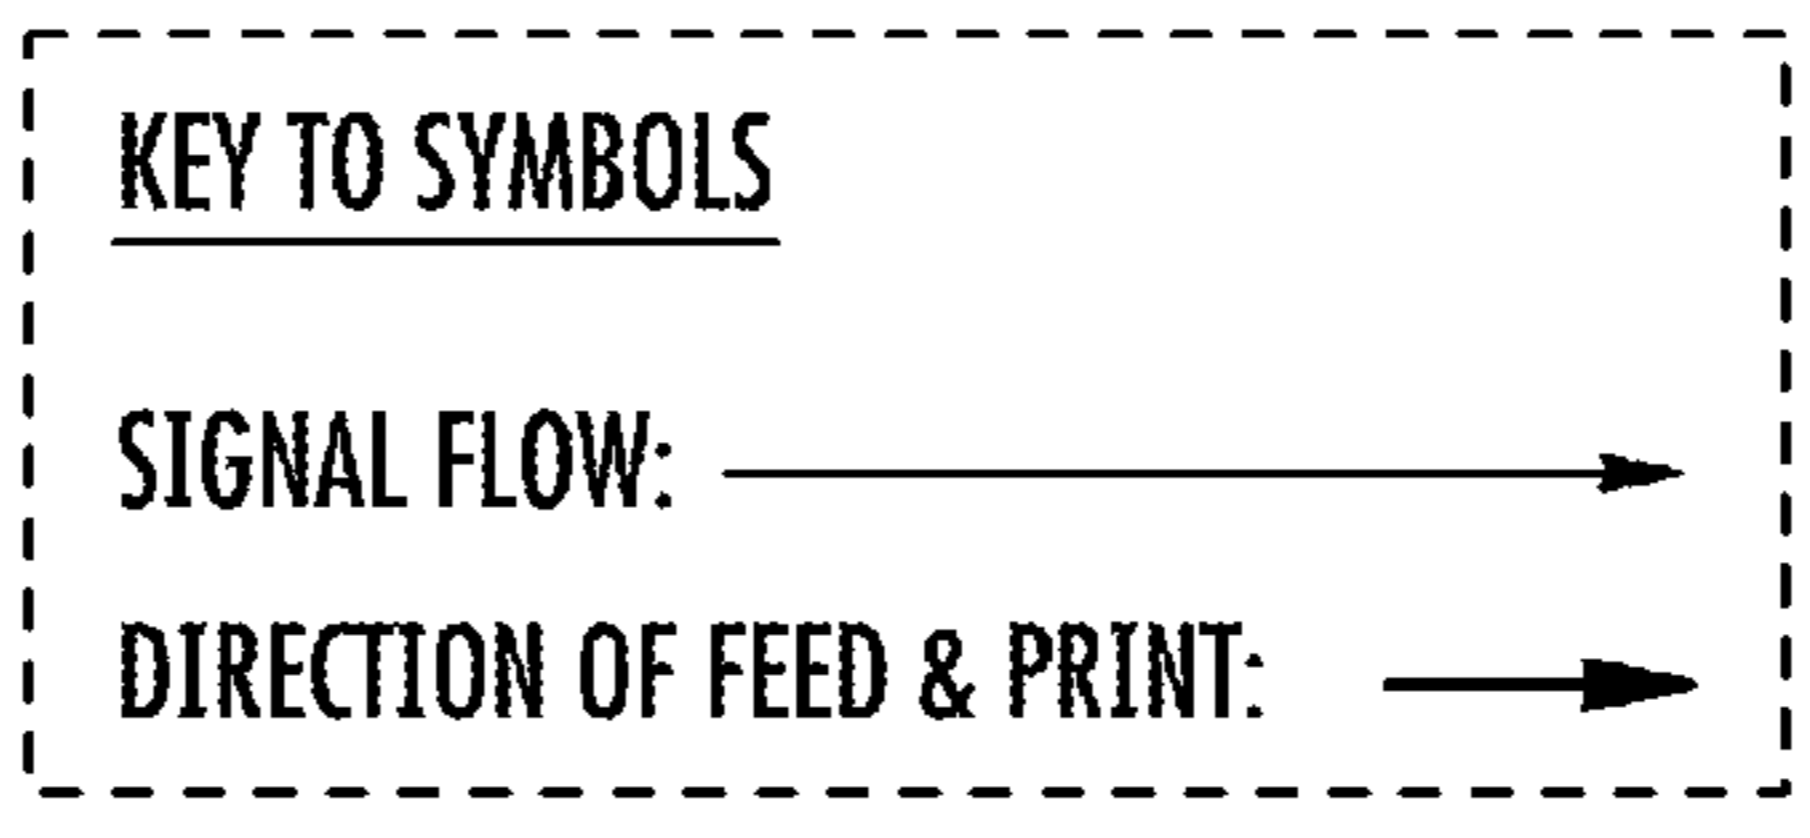 KEY TO SYMBOLS
SIGNAL FLOW:
DIRECTION OF FEED & PRINT: